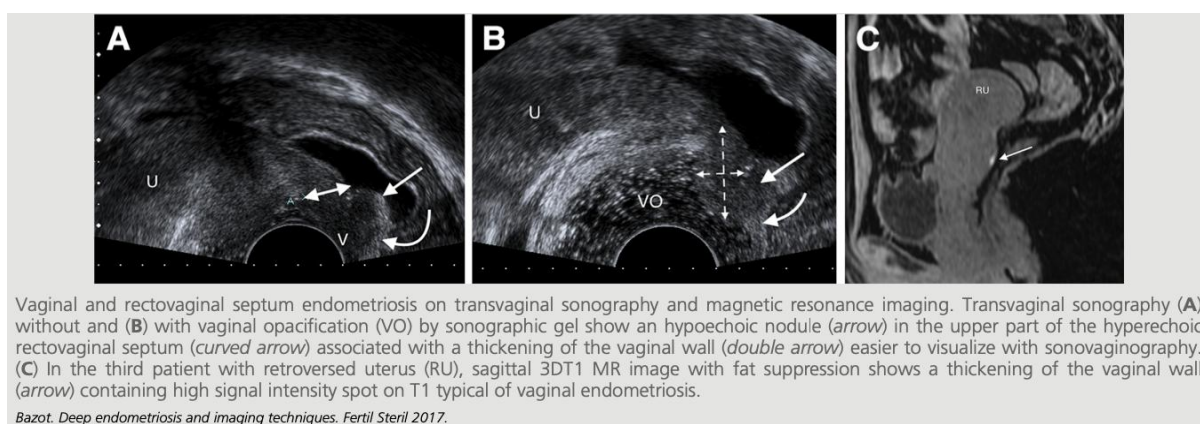 A
B
C
U
V
A
U
VO
RU
Vaginal and rectovaginal septum endometriosis on transvaginal sonography and magnetic resonance imaging. Transvaginal sonography (A)
without and (B) with vaginal opacification (VO) by sonographic gel show an hypoechoic nodule (arrow) in the upper part of the hyperechoic
rectovaginal septum (curved arrow) associated with a thickening of the vaginal wall (double arrow) easier to visualize with sonovaginography.
(C) In the third patient with retroversed uterus (RU), sagittal 3DT1 MR image with fat suppression shows a thickening of the vaginal wall
(arrow) containing high signal intensity spot on T1 typical of vaginal endometriosis.
Bazot. Deep endometriosis and imaging techniques. Fertil Steril 2017.